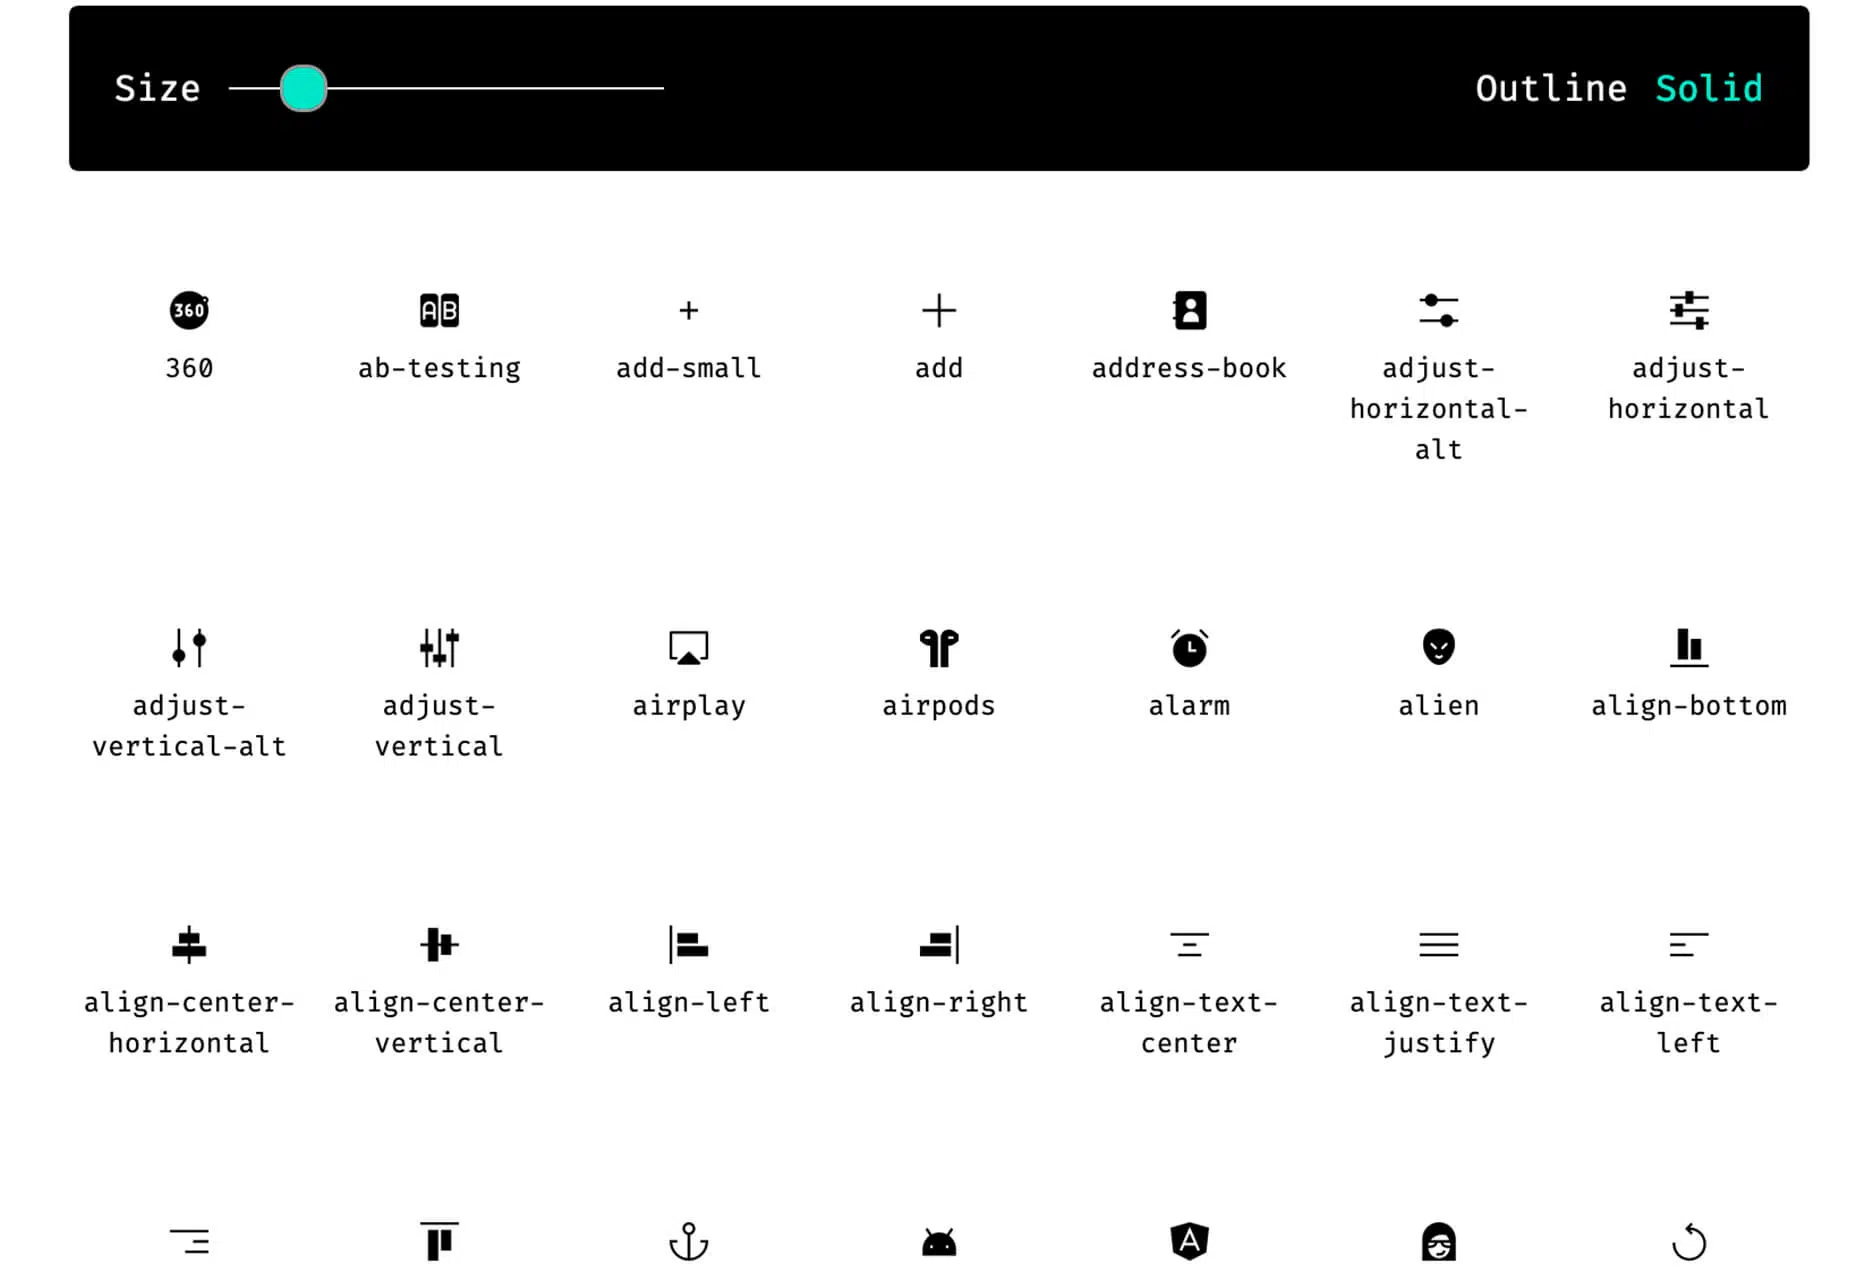 Size
Outline Solid
360
AB
360
ab-testing
add-small
add
address-book
adjust-
horizontal-
alt
adjust-
horizontal
adjust-
vertical-alt
adjust-
vertical
airplay
airpods
alarm
alien
align-bottom
align-center-
horizontal
align-center-
vertical
align-left
align-right
align-text-
center
align-text-
justify
align-text-
left
A